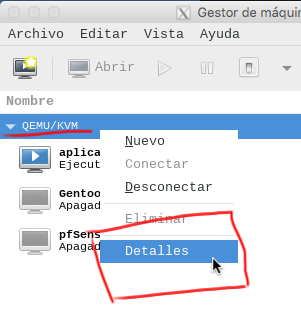 Gestor de máqui
Archivo Editar Vista Ayuda
Abrir
Nombre
QEMU/KVM
aplica
Ejecut
Gentoo
Apagad
pfSens
Apagad
Nuevo
Conectar
Desconectar
Eliminar
Detalles